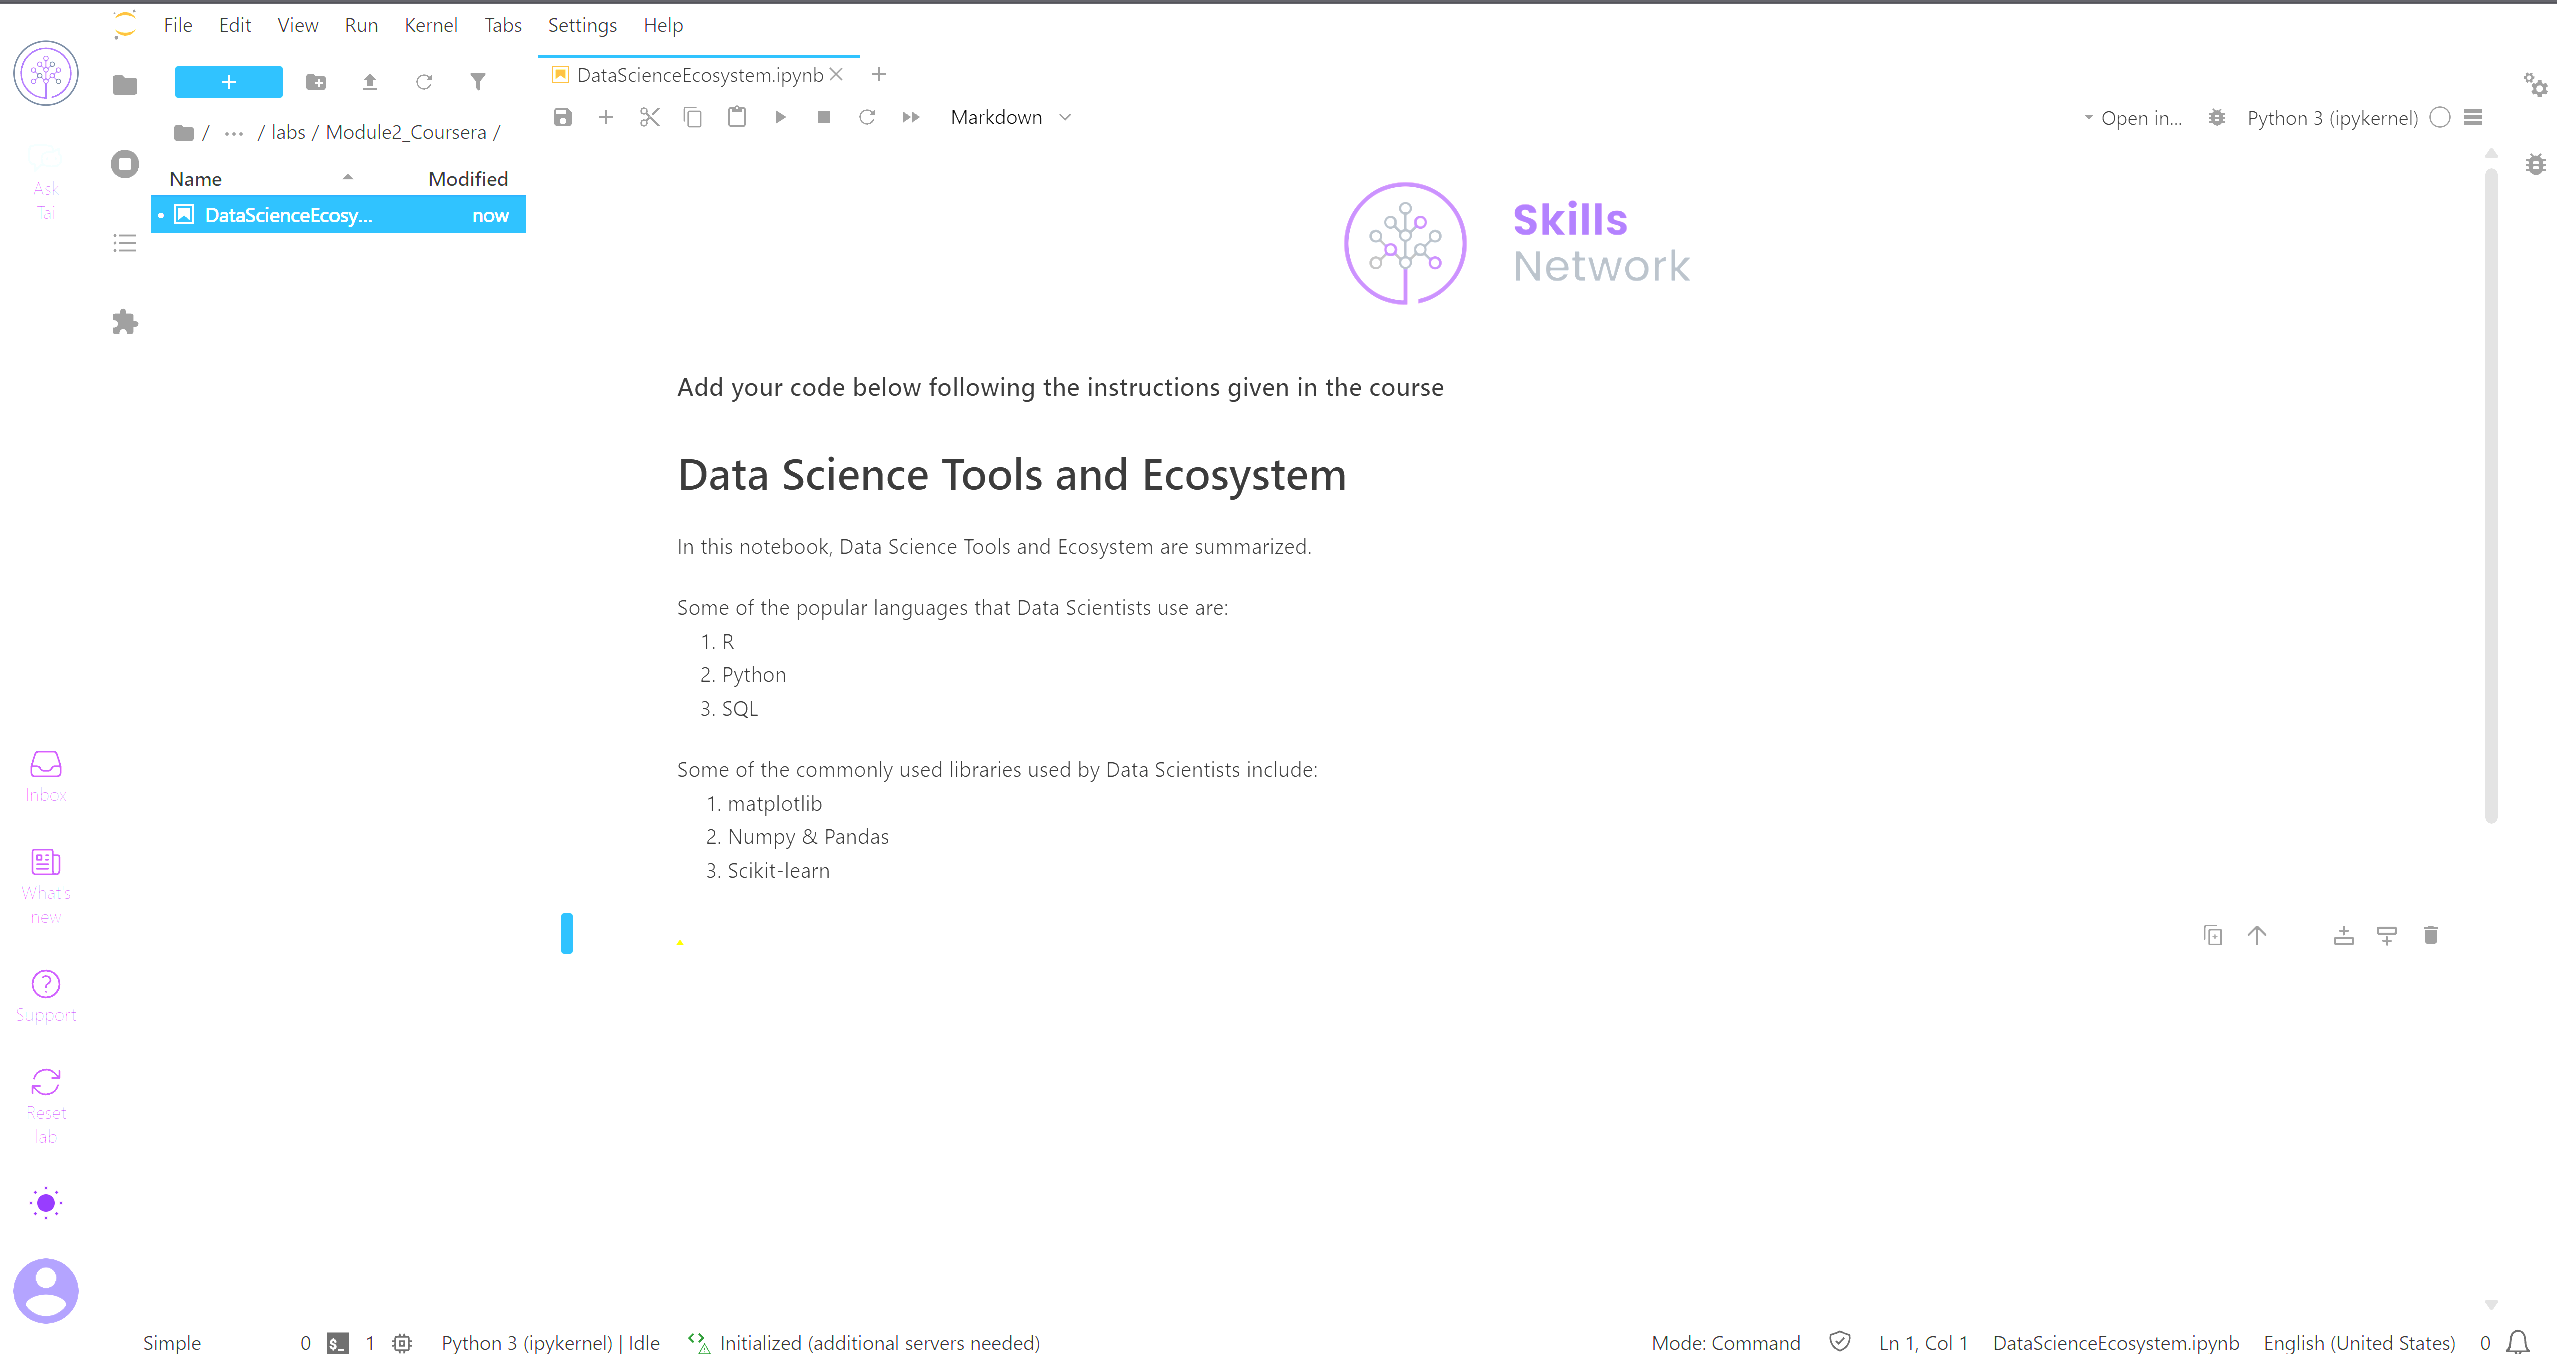 File Edit View Run Kernel Tabs Settings Help
DataScienceEcosystem.ipynb
Markdown
Open in...
Python 3 (ipykernel)
/ ... / labs / Module2_Coursera /
Name Modified
DataScienceEcosy... now
Ask
Tai
Skills
Network
Add your code below following the instructions given in the course
Data Science Tools and Ecosystem
In this notebook, Data Science Tools and Ecosystem are summarized.
Some of the popular languages that Data Scientists use are:
1. R
2. Python
3. SQL
Some of the commonly used libraries used by Data Scientists include:
1. matplotlib
2. Numpy & Pandas
3. Scikit-learn
Inbox
What's
new
Support
Reset
lab
Simple 0 $_ 1 Python 3 (ipykernel) | Idle Initialized (additional servers needed) Mode: Command Ln 1, Col 1 DataScienceEcosystem.ipynb English (United States) 0